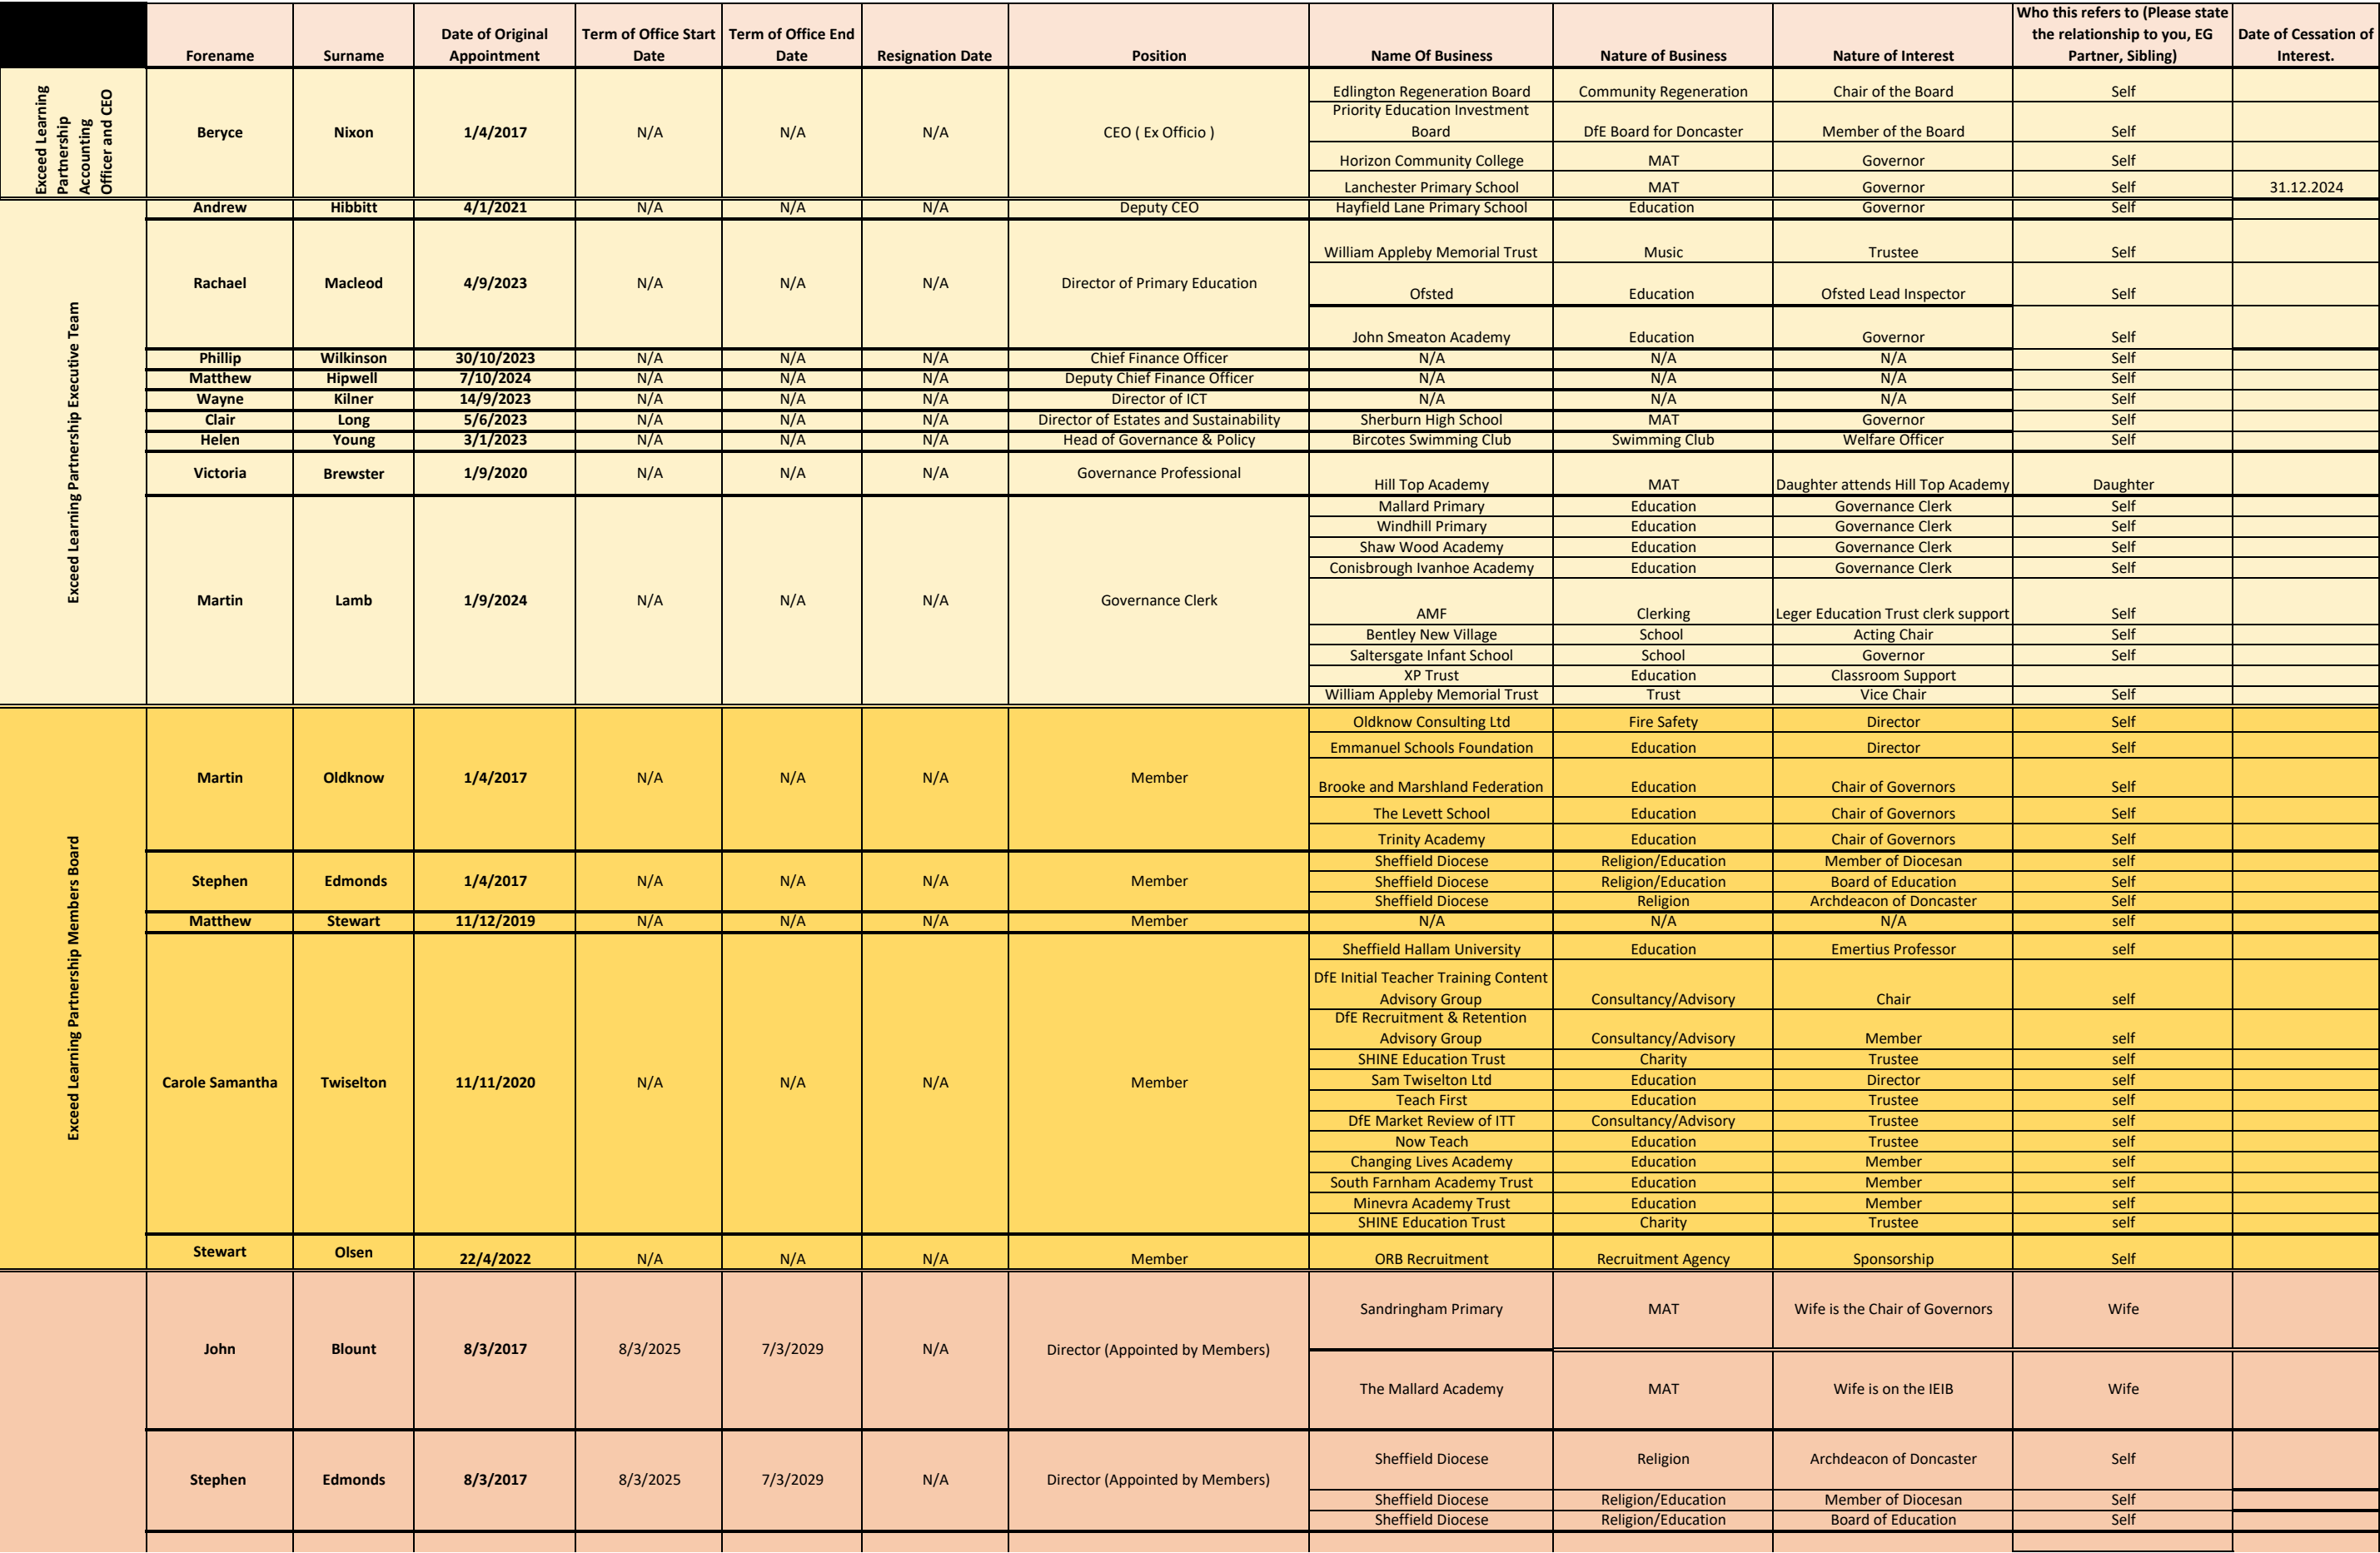 Forename Surname Date of Original Appointment Term of Office Start Date Term of Office End Date Resignation Date Position Name Of Business Nature of Business Nature of Interest Who this refers to (Please state the relationship to you, EG Partner, Sibling) Date of Cessation of Interest.
Exceed Learning Partnership Accounting Officer and CEO
Beryce Nixon 1/4/2017 N/A N/A N/A CEO ( Ex Officio )
Edlington Regeneration Board Community Regeneration Chair of the Board Self
Priority Education Investment Board DfE Board for Doncaster Member of the Board Self
Horizon Community College MAT Governor Self
Lanchester Primary School MAT Governor Self 31.12.2024
Exceed Learning Partnership Executive Team
Andrew Hibbitt 4/1/2021 N/A N/A N/A Deputy CEO Hayfield Lane Primary School Education Governor Self
Rachael Macleod 4/9/2023 N/A N/A N/A Director of Primary Education
William Appleby Memorial Trust Music Trustee Self
Ofsted Education Ofsted Lead Inspector Self
John Smeaton Academy Education Governor Self
Phillip Wilkinson 30/10/2023 N/A N/A N/A Chief Finance Officer N/A N/A N/A Self
Matthew Hipwell 7/10/2024 N/A N/A N/A Deputy Chief Finance Officer N/A N/A N/A Self
Wayne Kilner 14/9/2023 N/A N/A N/A Director of ICT N/A N/A N/A Self
Clair Long 5/6/2023 N/A N/A N/A Director of Estates and Sustainability Sherburn High School MAT Governor Self
Helen Young 3/1/2023 N/A N/A N/A Head of Governance & Policy Bircotes Swimming Club Swimming Club Welfare Officer Self
Victoria Brewster 1/9/2020 N/A N/A N/A Governance Professional Hill Top Academy MAT Daughter attends Hill Top Academy Daughter
Martin Lamb 1/9/2024 N/A N/A N/A Governance Clerk
Mallard Primary Education Governance Clerk Self
Windhill Primary Education Governance Clerk Self
Shaw Wood Academy Education Governance Clerk Self
Conisbrough Ivanhoe Academy Education Governance Clerk Self
AMF Clerking Leger Education Trust clerk support Self
Bentley New Village School Acting Chair Self
Saltersgate Infant School School Governor Self
XP Trust Education Classroom Support
William Appleby Memorial Trust Trust Vice Chair Self
Exceed Learning Partnership Members Board
Martin Oldknow 1/4/2017 N/A N/A N/A Member
Oldknow Consulting Ltd Fire Safety Director Self
Emmanuel Schools Foundation Education Director Self
Brooke and Marshland Federation Education Chair of Governors Self
The Levett School Education Chair of Governors Self
Trinity Academy Education Chair of Governors Self
Stephen Edmonds 1/4/2017 N/A N/A N/A Member
Sheffield Diocese Religion/Education Member of Diocesan self
Sheffield Diocese Religion/Education Board of Education Self
Sheffield Diocese Religion Archdeacon of Doncaster Self
Matthew Stewart 11/12/2019 N/A N/A N/A Member N/A N/A N/A self
Carole Samantha Twiselton 11/11/2020 N/A N/A N/A Member
Sheffield Hallam University Education Emertius Professor self
DfE Initial Teacher Training Content Advisory Group Consultancy/Advisory Chair self
DfE Recruitment & Retention Advisory Group Consultancy/Advisory Member self
SHINE Education Trust Charity Trustee self
Sam Twiselton Ltd Education Director self
Teach First Education Trustee self
DfE Market Review of ITT Consultancy/Advisory Trustee self
Now Teach Education Trustee self
Changing Lives Academy Education Member self
South Farnham Academy Trust Education Member self
Minevra Academy Trust Education Member self
SHINE Education Trust Charity Trustee self
Stewart Olsen 22/4/2022 N/A N/A N/A Member ORB Recruitment Recruitment Agency Sponsorship Self
John Blount 8/3/2017 8/3/2025 7/3/2029 N/A Director (Appointed by Members)
Sandringham Primary MAT Wife is the Chair of Governors Wife
The Mallard Academy MAT Wife is on the IEIB Wife
Stephen Edmonds 8/3/2017 8/3/2025 7/3/2029 N/A Director (Appointed by Members)
Sheffield Diocese Religion Archdeacon of Doncaster Self
Sheffield Diocese Religion/Education Member of Diocesan Self
Sheffield Diocese Religion/Education Board of Education Self